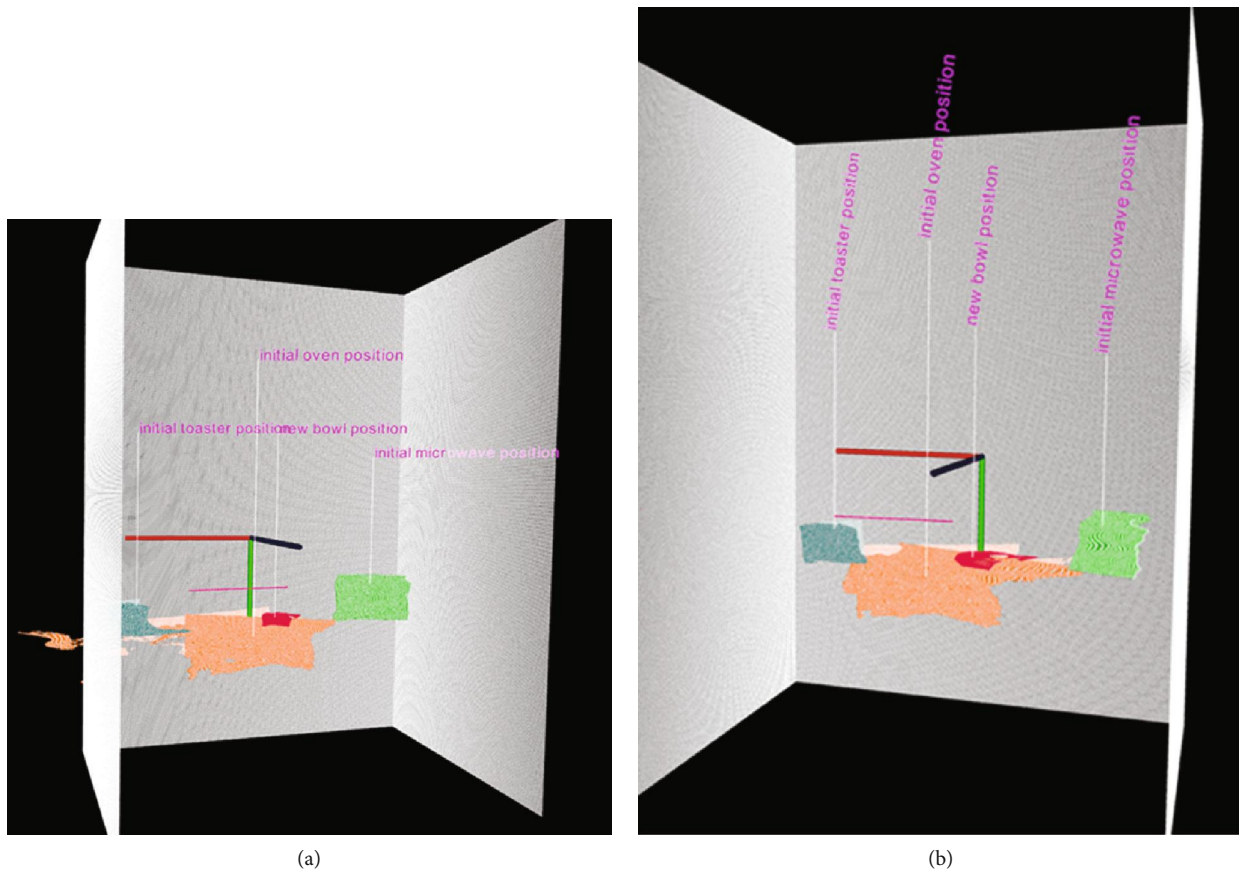 initial oven position
initial toaster position
new bowl position
initial microwave position
(a)
initial toaster position
initial oven position
new bowl position
initial microwave position
(b)